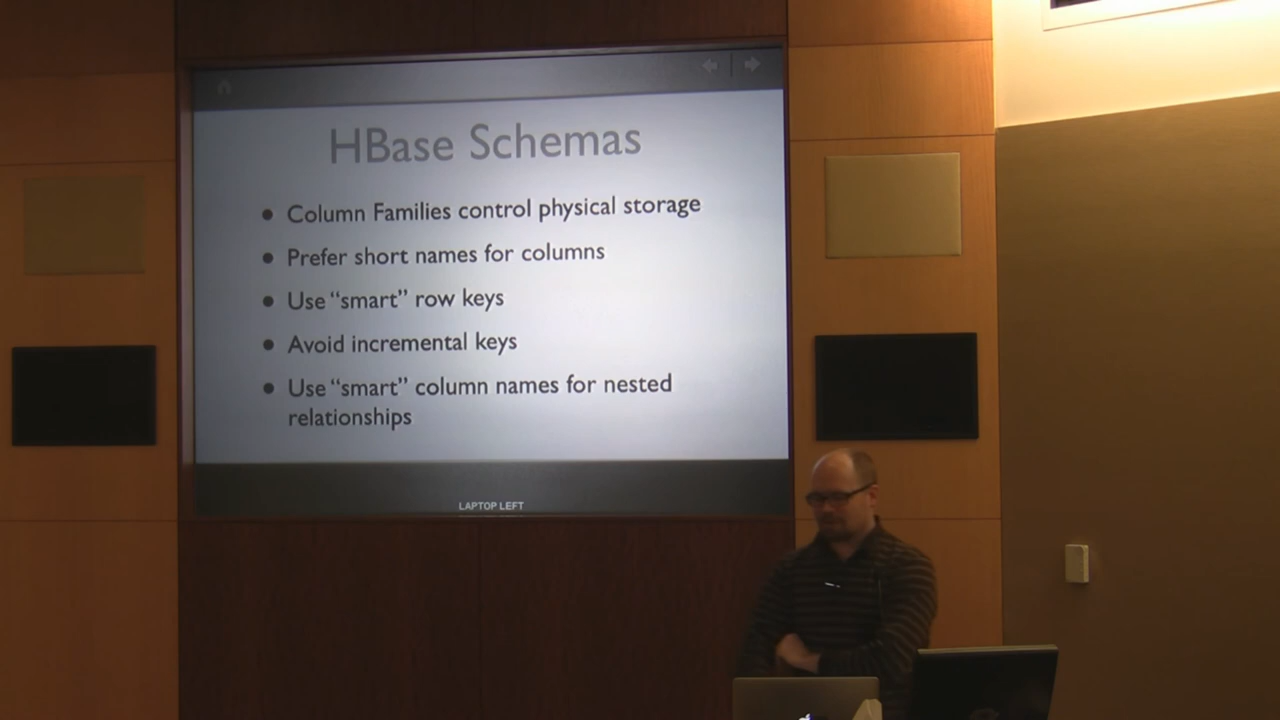 HBase Schemas
• Column Families control physical storage
• Prefer short names for columns
• Use “smart” row keys
• Avoid incremental keys
• Use “smart” column names for nested
relationships
LAPTOP LEFT